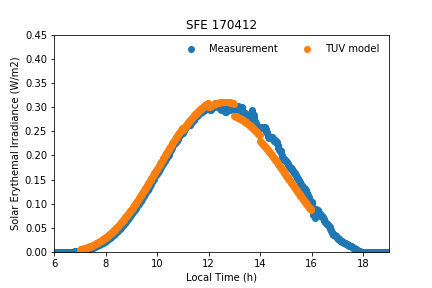 SFE 170412
Measurement
TUV model
Solar Erythemal Irradiance (W/m2)
0.45
0.40
0.35
0.30
0.25
0.20
0.15
0.10
0.05
0.00
6 8 10 12 14 16 18
Local Time (h)